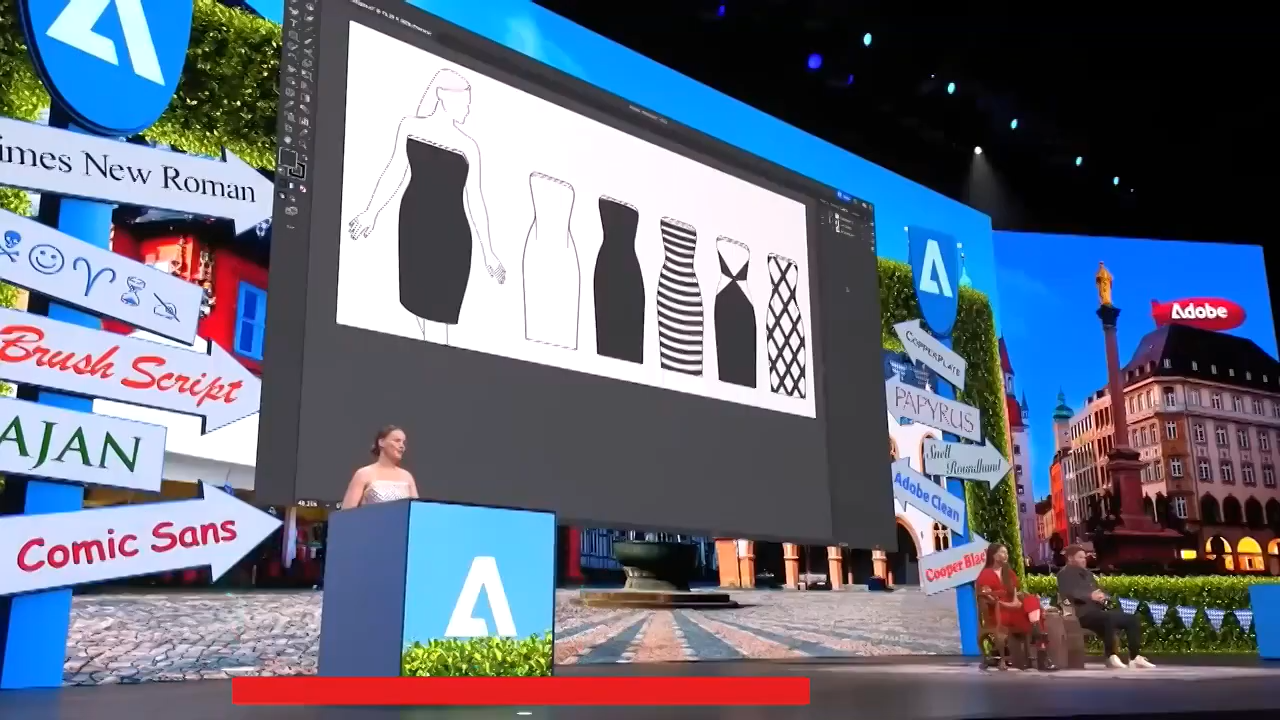 imes New Roman
Brush Script
AJAN
Comic Sans
COPPERPLATE
PAPYRUS
Snell
Roundhand
Adobe Clean
Cooper Blac
Adobe